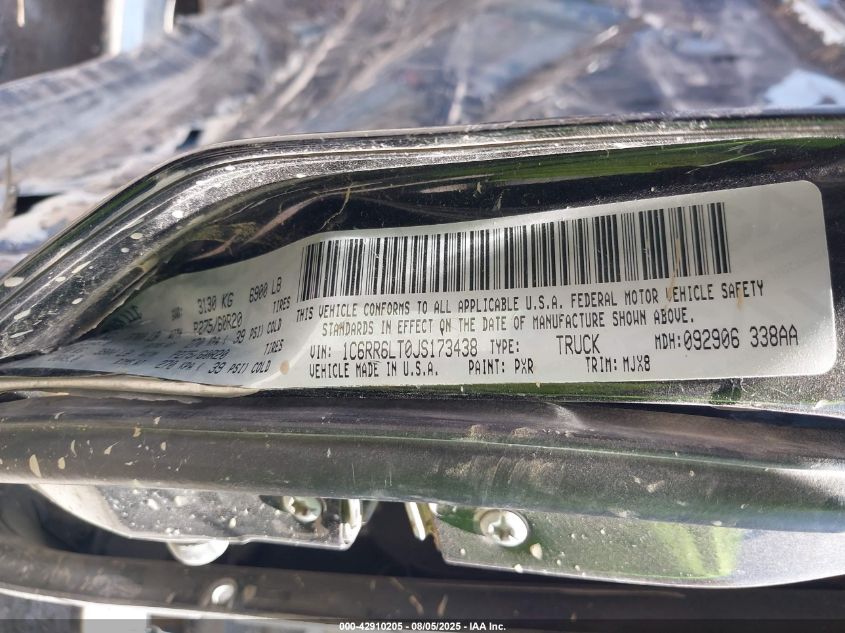 3130 KG 6900 LB
P275/60R20 TIRES
39 PSI) COLD
P275/60R20 TIRES
39 PSI) COLD
THIS VEHICLE CONFORMS TO ALL APPLICABLE U.S.A. FEDERAL MOTOR VEHICLE SAFETY
STANDARDS IN EFFECT ON THE DATE OF MANUFACTURE SHOWN ABOVE.
VIN: 1C6RR6LT0JS173438 TYPE: TRUCK MDH:092906 338AA
VEHICLE MADE IN U.S.A. PAINT: PXR TRIM: MJX8
000-42910205 - 08/05/2025 - IAA Inc.